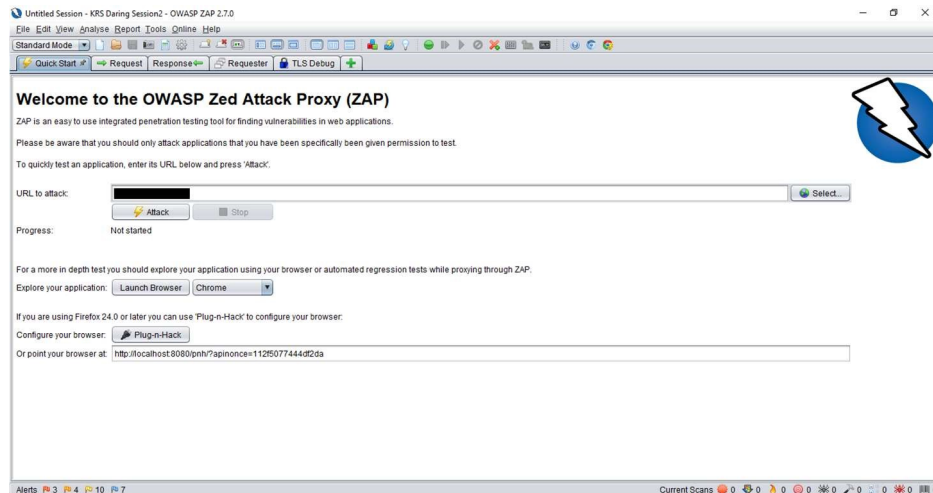 Untitled Session - KRS Daring Session2 - OWASP ZAP 2.7.0
File Edit View Analyse Report Tools Online Help
Standard Mode
Quick Start Request Response Requester TLS Debug
Welcome to the OWASP Zed Attack Proxy (ZAP)
ZAP is an easy to use integrated penetration testing tool for finding vulnerabilities in web applications.
Please be aware that you should only attack applications that you have been specifically been given permission to test.
To quickly test an application, enter its URL below and press 'Attack'.
URL to attack: Select...
Attack Stop
Progress: Not started
For a more in depth test you should explore your application using your browser or automated regression tests while proxying through ZAP.
Explore your application: Launch Browser Chrome
If you are using Firefox 24.0 or later you can use 'Plug-n-Hack' to configure your browser:
Configure your browser: Plug-n-Hack
Or point your browser at: http://localhost:8080/pnh/?apinonce=112f5077444df2da
Alerts 3 4 10 7 Current Scans 0 0 0 0 0 0 0 0